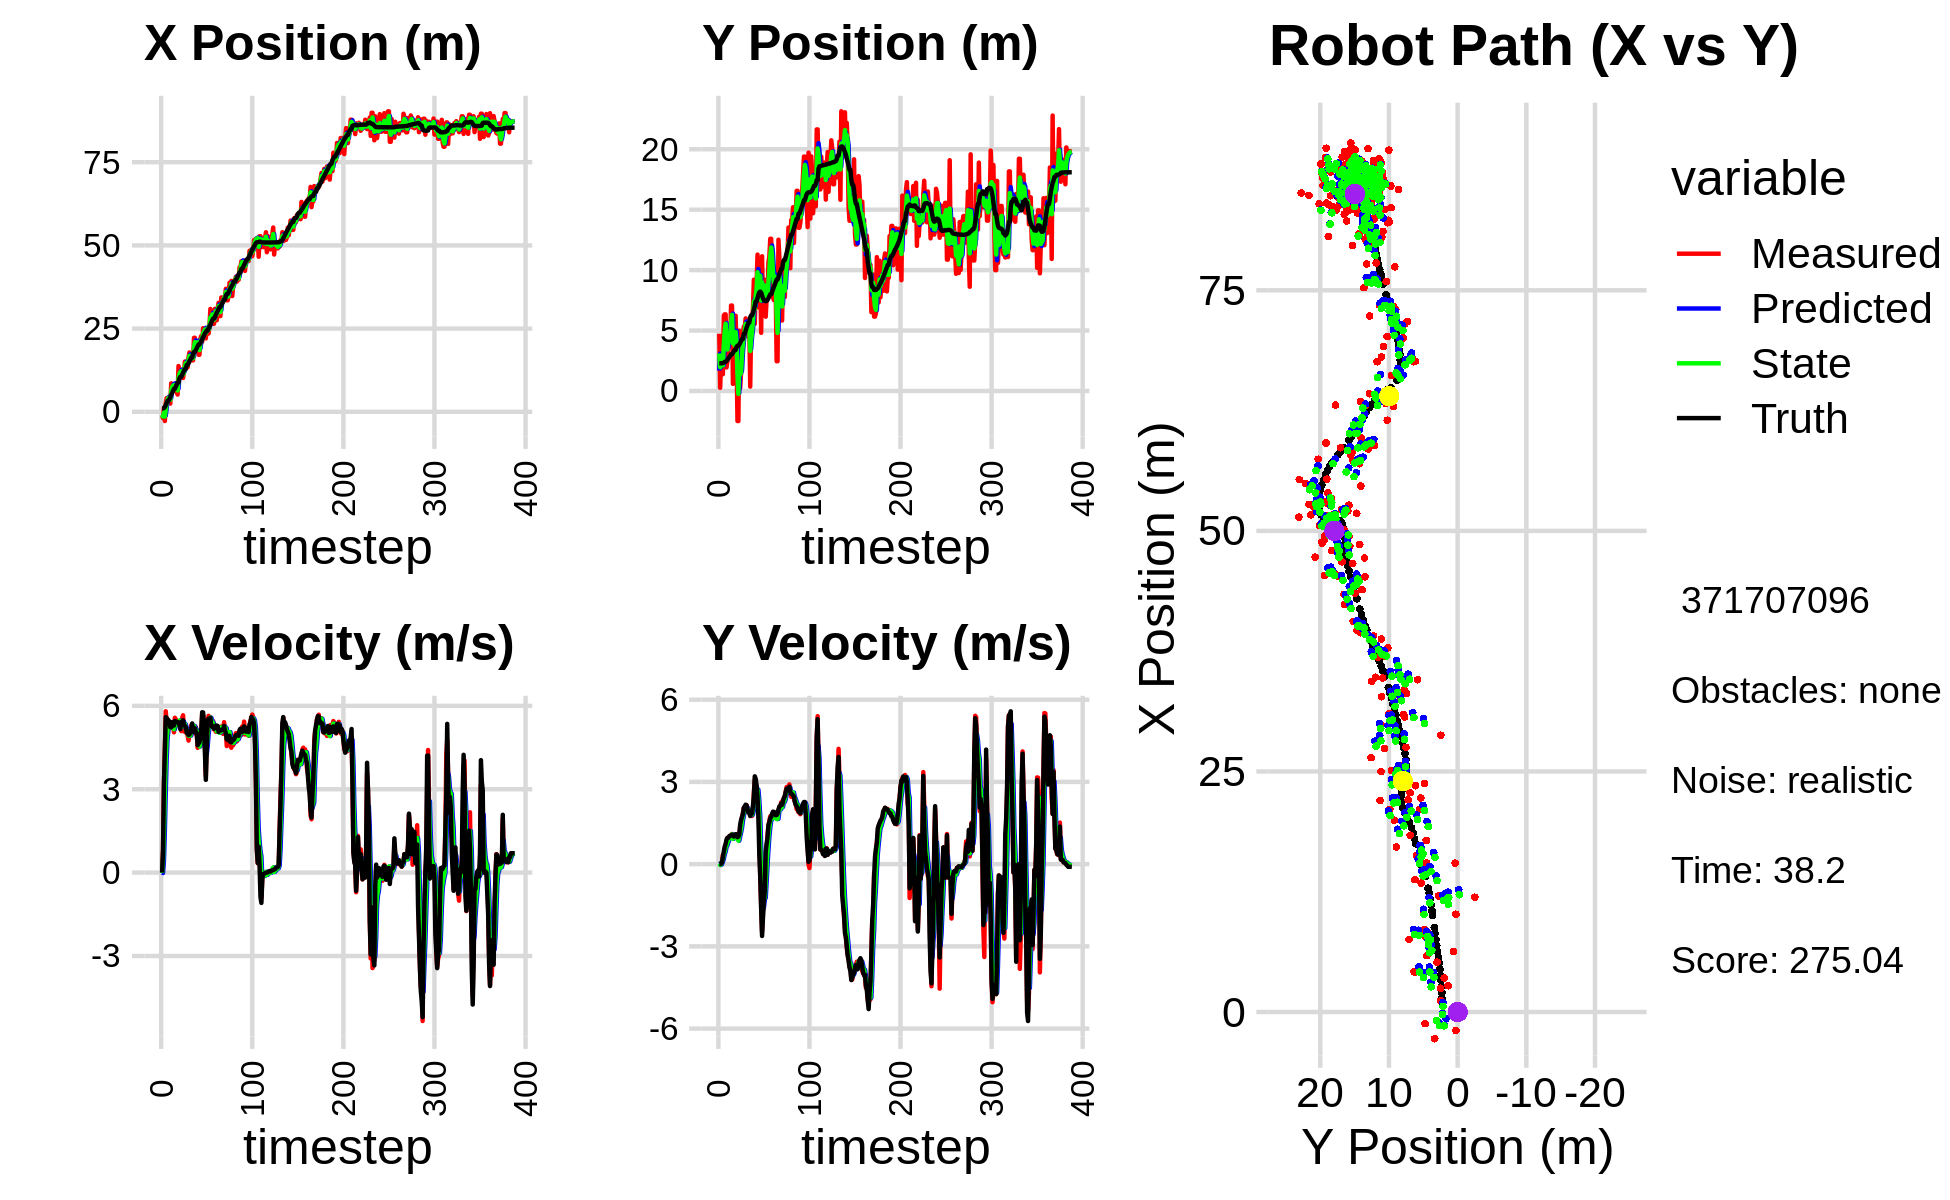 X Position (m)
75
50
25
0
0
100
200
300
400
timestep
Y Position (m)
20
15
10
5
0
0
100
200
300
400
timestep
X Velocity (m/s)
6
3
0
-3
0
100
200
300
400
timestep
Y Velocity (m/s)
6
3
0
-3
-6
0
100
200
300
400
timestep
Robot Path (X vs Y)
X Position (m)
75
50
25
0
20 10 0 -10 -20
Y Position (m)
variable
Measured
Predicted
State
Truth
371707096
Obstacles: none
Noise: realistic
Time: 38.2
Score: 275.04